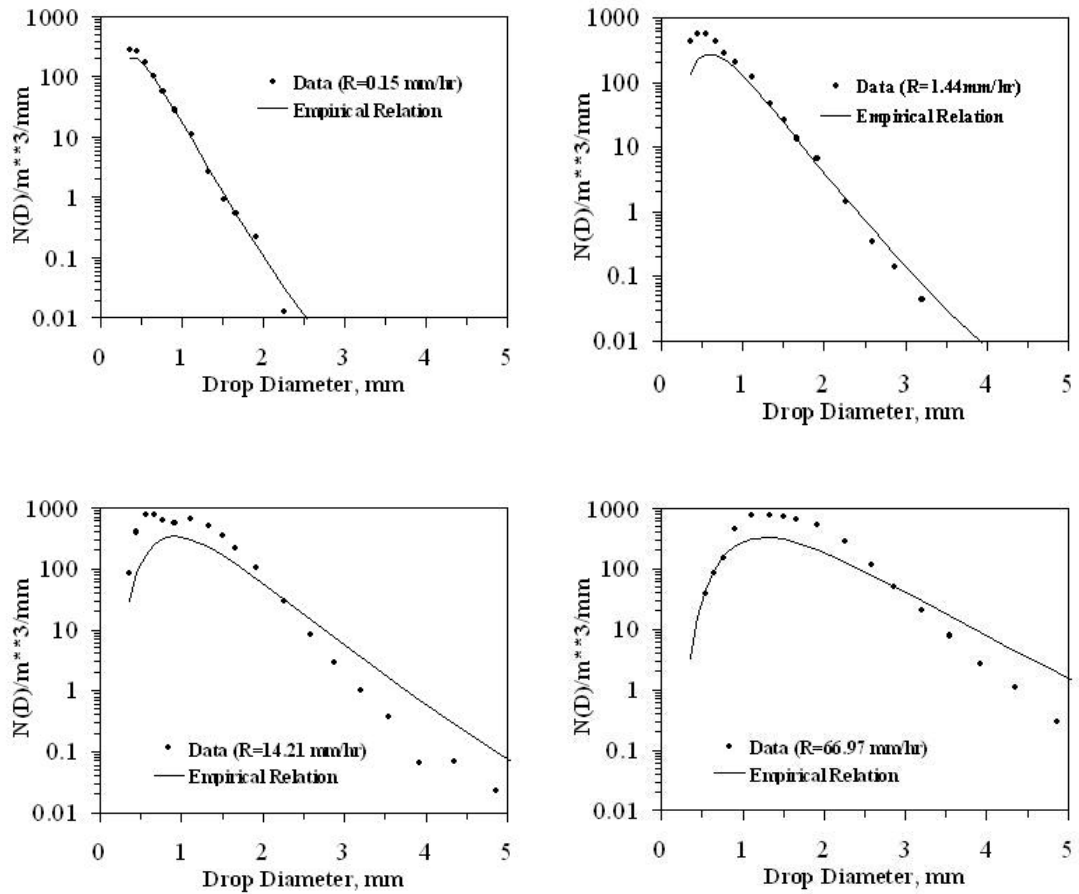 1000
100
10
1
0.1
0.01
N(D)/m**3/mm
Data (R=0.15 mm/hr)
Empirical Relation
0 1 2 3 4 5
Drop Diameter, mm
1000
100
10
1
0.1
0.01
N(D)/m**3/mm
Data (R=1.44mm/hr)
Empirical Relation
0 1 2 3 4 5
Drop Diameter, mm
1000
100
10
1
0.1
0.01
N(D)/m**3/mm
Data (R=14.21 mm/hr)
Empirical Relation
0 1 2 3 4 5
Drop Diameter, mm
1000
100
10
1
0.1
0.01
N(D)/m**3/mm
Data (R=66.97 mm/hr)
Empirical Relation
0 1 2 3 4 5
Drop Diameter, mm